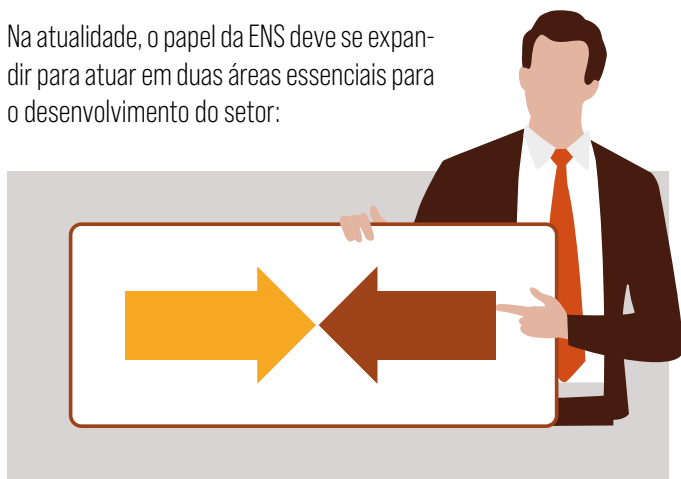 Na atualidade, o papel da ENS deve se expan-
dir para atuar em duas áreas essenciais para
o desenvolvimento do setor: